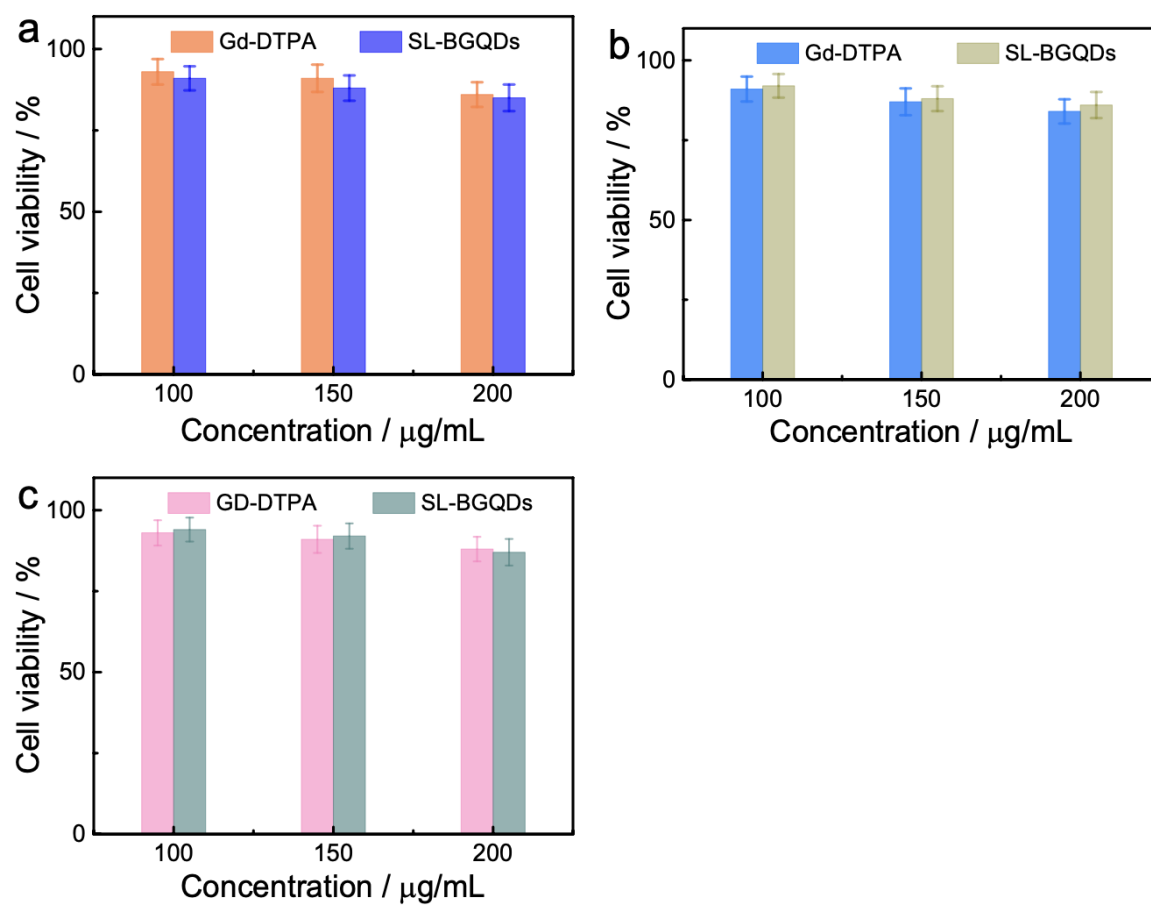 a
Gd-DTPA SL-BGQDs
100
50
0
Cell viability / %
100 150 200
Concentration / μg/mL
b
Gd-DTPA SL-BGQDs
100
50
0
Cell viability / %
100 150 200
Concentration / μg/mL
c
GD-DTPA SL-BGQDs
100
50
0
Cell viability / %
100 150 200
Concentration / μg/mL